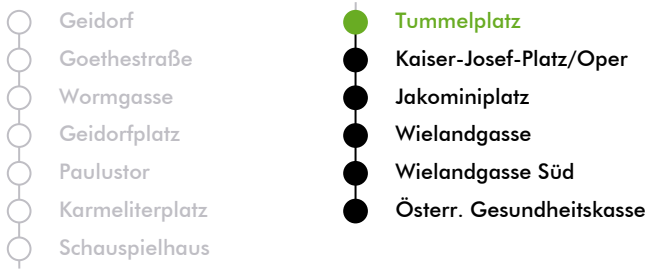 Geidorf
Goethestraße
Wormgasse
Geidorfplatz
Paulustor
Karmeliterplatz
Schauspielhaus
Tummelplatz
Kaiser-Josef-Platz/Oper
Jakominiplatz
Wielandgasse
Wielandgasse Süd
Österr. Gesundheitskasse